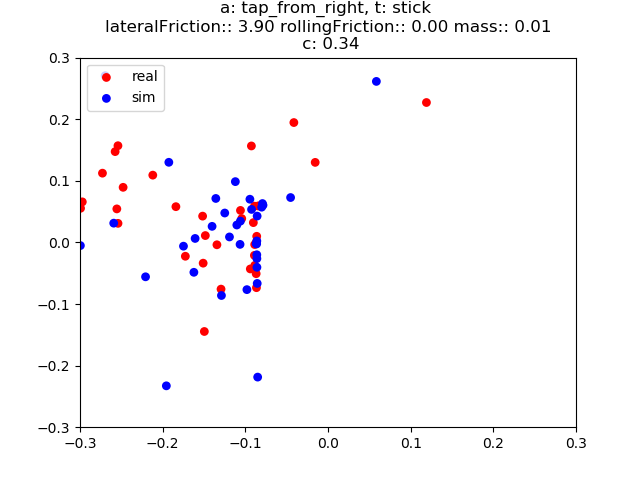 a: tap_from_right, t: stick
lateralFriction:: 3.90 rollingFriction:: 0.00 mass:: 0.01
c: 0.34
real
sim
0.3
0.2
0.1
0.0
−0.1
−0.2
−0.3
−0.3 −0.2 −0.1 0.0 0.1 0.2 0.3